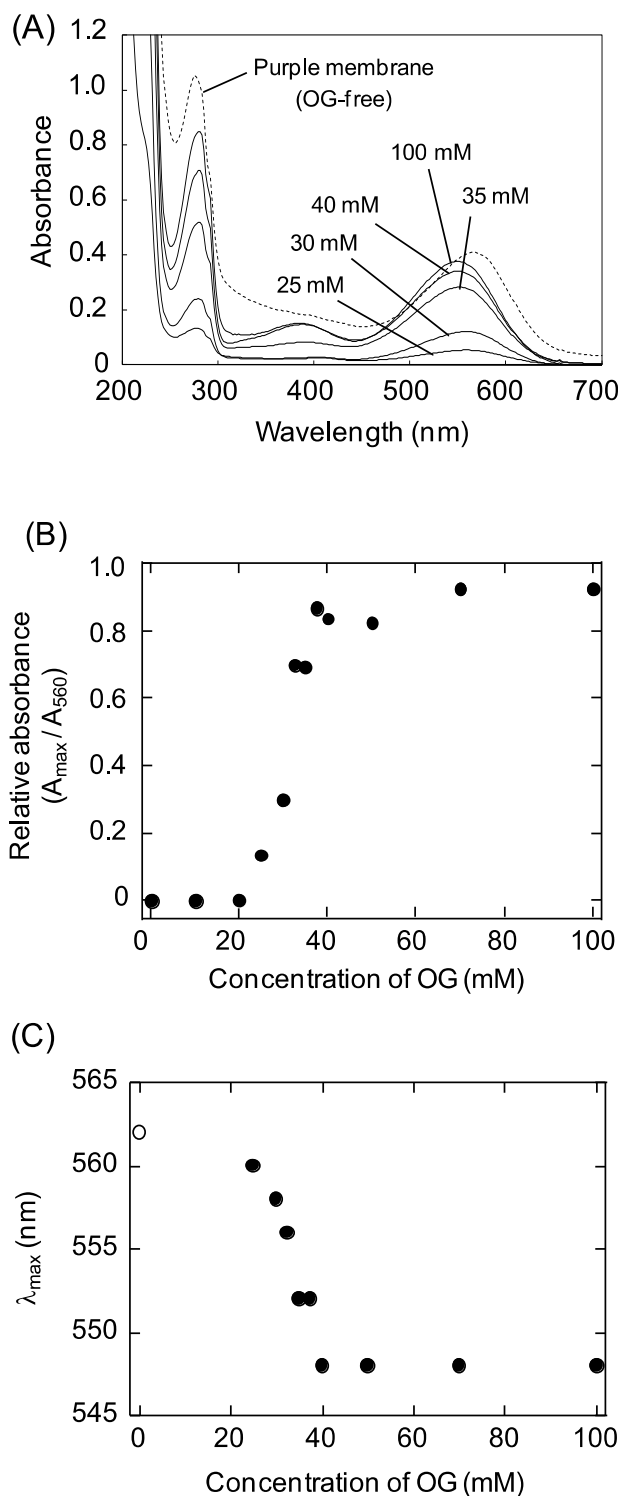 (A)
1.2
1.0
0.8
0.6
0.4
0.2
0
Absorbance
Purple membrane
(OG-free)
100 mM
40 mM
35 mM
30 mM
25 mM
200 300 400 500 600 700
Wavelength (nm)
(B)
1.0
0.8
0.6
0.4
0.2
0
Relative absorbance
(Amax / A560)
0 20 40 60 80 100
Concentration of OG (mM)
(C)
565
560
555
550
545
λmax (nm)
0 20 40 60 80 100
Concentration of OG (mM)